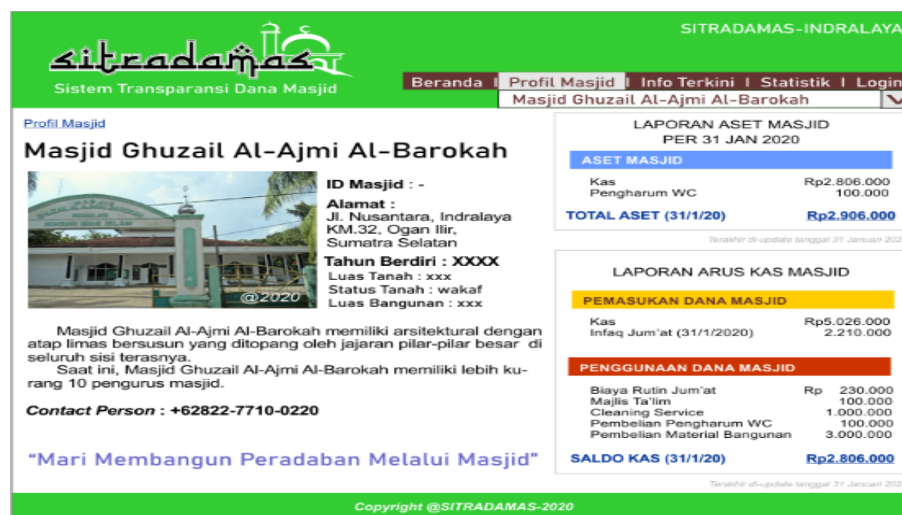 SITRADAMAS-INDRALAYA
sitradamas
Sistem Transparansi Dana Masjid
Beranda | Profil Masjid | Info Terkini | Statistik | Login
Masjid Ghuzail Al-Ajmi Al-Barokah
Profil Masjid
Masjid Ghuzail Al-Ajmi Al-Barokah
@2020
ID Masjid : -
Alamat :
Jl. Nusantara, Indralaya
KM.32, Ogan Ilir,
Sumatra Selatan
Tahun Berdiri : XXXX
Luas Tanah : xxx
Status Tanah : wakaf
Luas Bangunan : xxx
Masjid Ghuzail Al-Ajmi Al-Barokah memiliki arsitektural dengan
atap limas bersusun yang ditopang oleh jajaran pilar-pilar besar di
seluruh sisi terasnya.
Saat ini, Masjid Ghuzail Al-Ajmi Al-Barokah memiliki lebih ku-
rang 10 pengurus masjid.
Contact Person : +62822-7710-0220
"Mari Membangun Peradaban Melalui Masjid"
LAPORAN ASET MASJID
PER 31 JAN 2020
ASET MASJID
Kas Rp2.806.000
Pengharum WC 100.000
TOTAL ASET (31/1/20) Rp2.906.000
Terakhir di-update tanggal 31 Januari 202
LAPORAN ARUS KAS MASJID
PEMASUKAN DANA MASJID
Kas Rp5.026.000
Infaq Jum'at (31/1/2020) 2.210.000
PENGGUNAAN DANA MASJID
Biaya Rutin Jum'at Rp 230.000
Majlis Ta'lim 100.000
Cleaning Service 1.000.000
Pembelian Pengharum WC 100.000
Pembelian Material Bangunan 3.000.000
SALDO KAS (31/1/20) Rp2.806.000
Terakhir di-update tanggal 31 Januari 202
Copyright @SITRADAMAS-2020